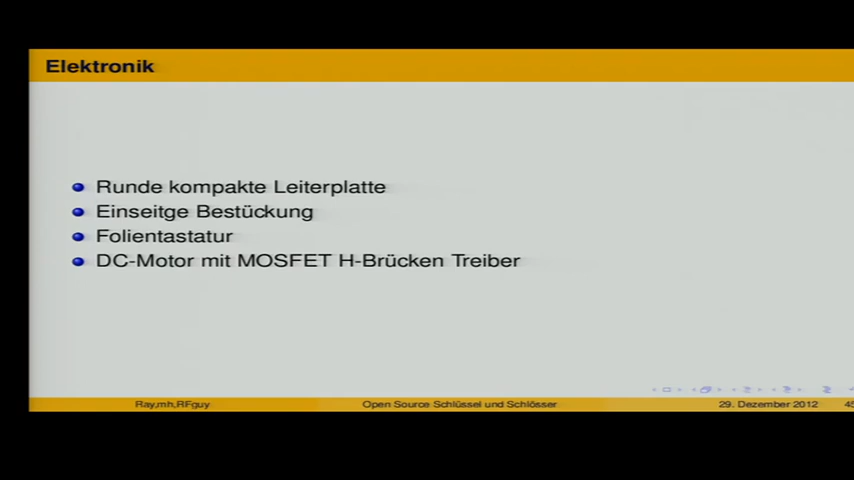 Elektronik
Runde kompakte Leiterplatte
Einseitge Bestückung
Folientastatur
DC-Motor mit MOSFET H-Brücken Treiber
Ray,mh,RFguy Open Source Schlüssel und Schlösser 29. Dezember 2012 45